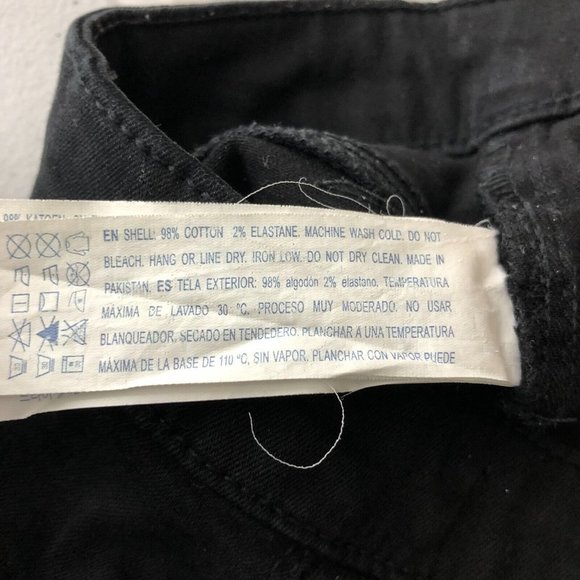 EN SHELL: 98% COTTON 2% ELASTANE. MACHINE WASH COLD. DO NOT
BLEACH. HANG OR LINE DRY. IRON LOW. DO NOT DRY CLEAN. MADE IN
PAKISTAN. ES TELA EXTERIOR: 98% algodón 2% elastano. TEMPERATURA
MÁXIMA DE LAVADO 30 °C. PROCESO MUY MODERADO. NO USAR
BLANQUEADOR. SECADO EN TENDEDERO. PLANCHAR A UNA TEMPERATURA
MÁXIMA DE LA BASE DE 110 °C, SIN VAPOR. PLANCHAR CON VAPOR PUEDE